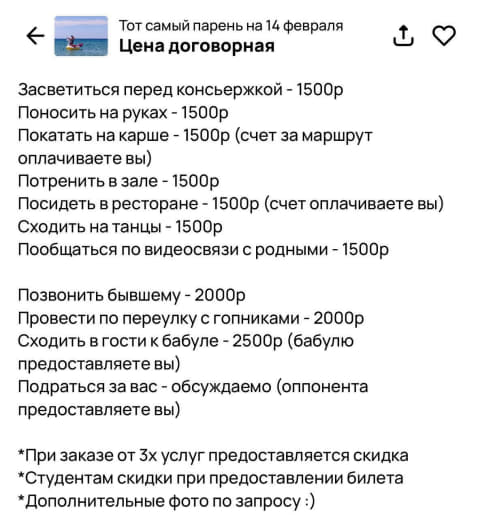 Тот самый парень на 14 февраля
Цена договорная
Засветиться перед консьержкой - 1500р
Поносить на руках - 1500р
Покатать на карше - 1500р (счет за маршрут
оплачиваете вы)
Потренить в зале - 1500р
Посидеть в ресторане - 1500р (счет оплачиваете вы)
Сходить на танцы - 1500р
Пообщаться по видеосвязи с родными - 1500р
Позвонить бывшему - 2000р
Провести по переулку с гопниками - 2000р
Сходить в гости к бабуле - 2500р (бабулю
предоставляете вы)
Подраться за вас - обсуждаемо (оппонента
предоставляете вы)
*При заказе от 3х услуг предоставляется скидка
*Студентам скидки при предоставлении билета
*Дополнительные фото по запросу :)